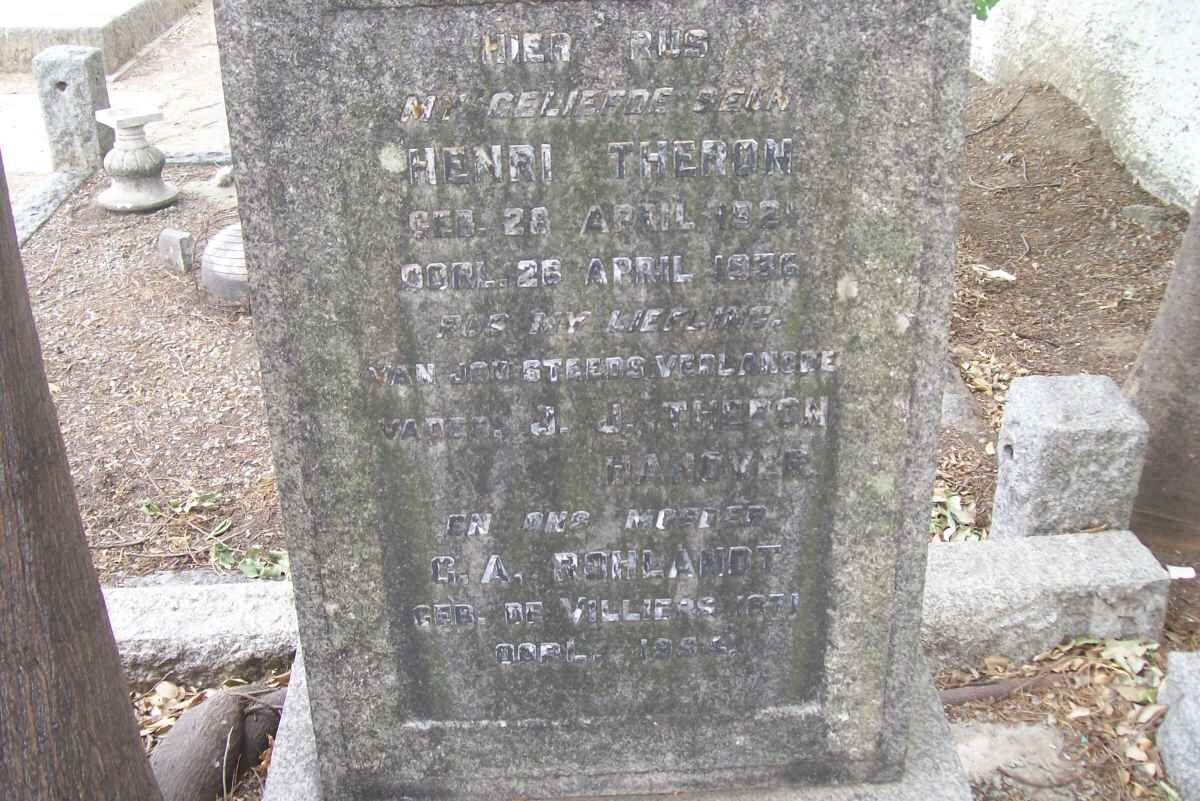 HIER RUS
MY GELIEFDE SEUN
HENRI THERON
GEB. 28 APRIL 1921
OORL. 26 APRIL 1936
RUS MY LIEFLING.
VAN JOU STEEDS VERLANGDE
VADER. J. J. THERON
HANOVER
EN ONS MOEDER
C. A. ROHLANDT
GEB. DE VILLIERS 1871
OORL.